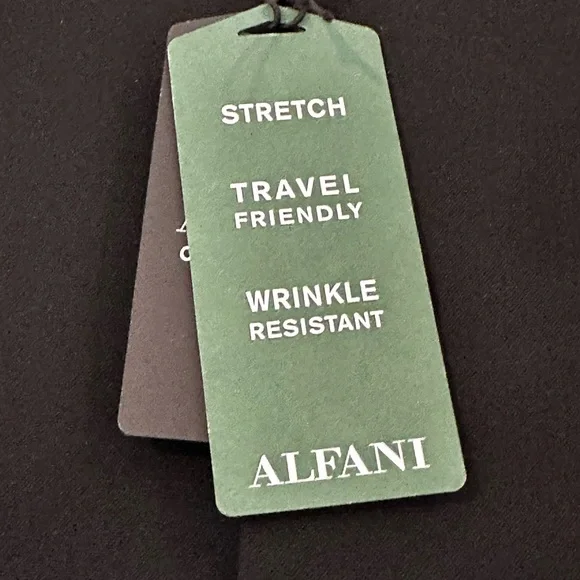 STRETCH
TRAVEL
FRIENDLY
WRINKLE
RESISTANT
ALFANI